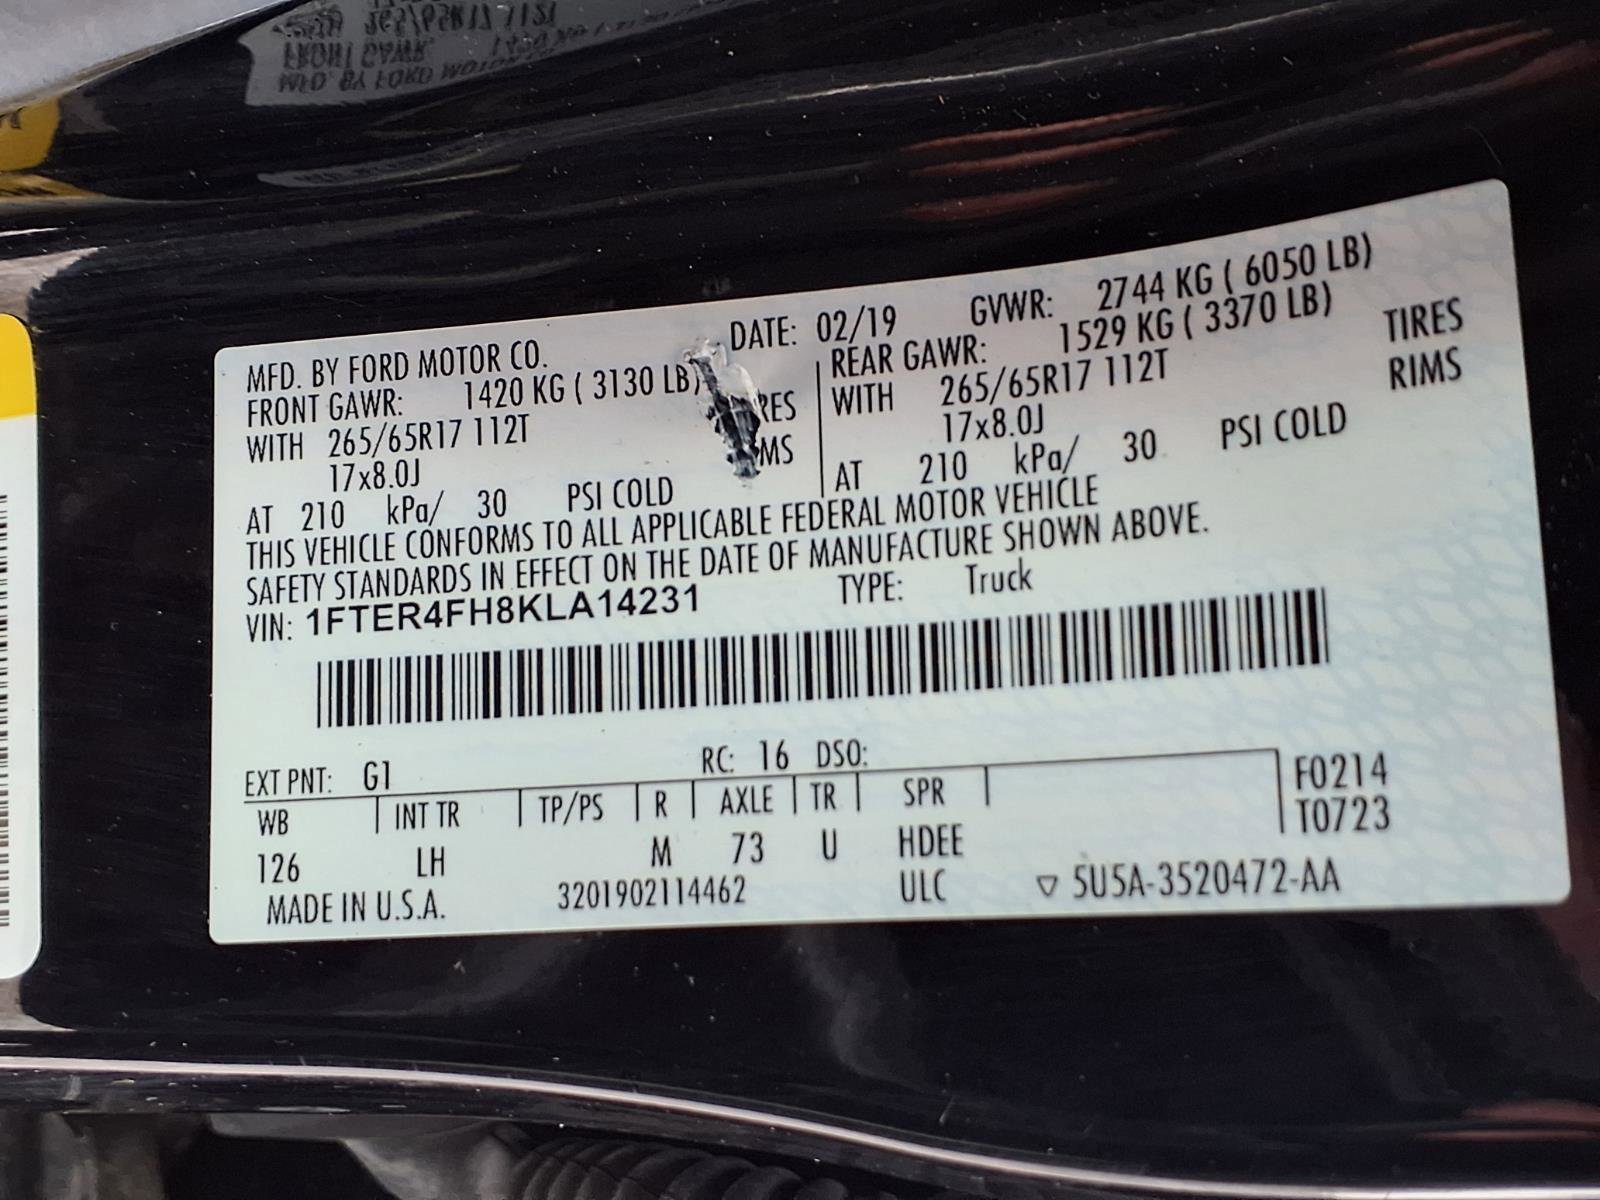 MFD. BY FORD MOTOR CO. DATE: 02/19 GVWR: 2744 KG ( 6050 LB)
FRONT GAWR: 1420 KG ( 3130 LB) REAR GAWR: 1529 KG ( 3370 LB)
WITH 265/65R17 112T WITH 265/65R17 112T TIRES
17x8.0J 17x8.0J RIMS
AT 210 kPa/ 30 PSI COLD AT 210 kPa/ 30 PSI COLD
THIS VEHICLE CONFORMS TO ALL APPLICABLE FEDERAL MOTOR VEHICLE
SAFETY STANDARDS IN EFFECT ON THE DATE OF MANUFACTURE SHOWN ABOVE.
VIN: 1FTER4FH8KLA14231 TYPE: Truck
EXT PNT: G1 RC: 16 DSO:
WB INT TR TP/PS R AXLE TR SPR F0214
126 LH M 73 U HDEE T0723
MADE IN U.S.A. 3201902114462 ULC ▽ 5U5A-3520472-AA